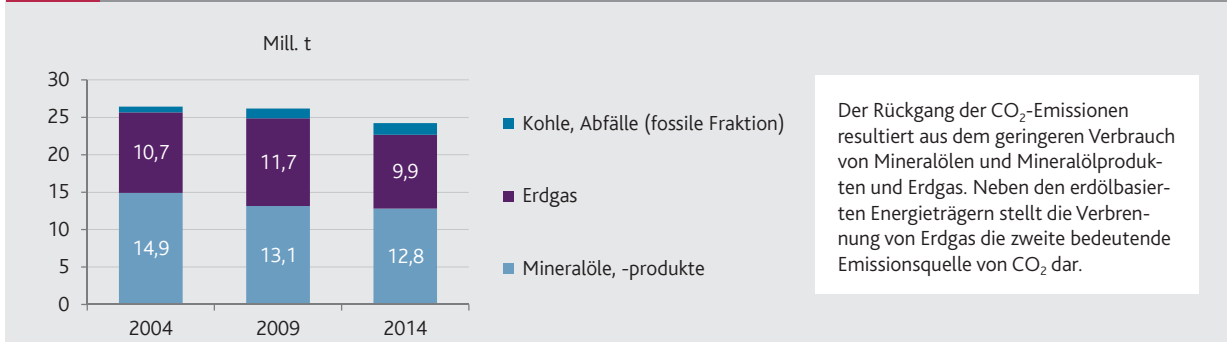 Mill. t
30
25
20
15
10
5
0
10,7
11,7
9,9
14,9
13,1
12,8
2004
2009
2014
Kohle, Abfälle (fossile Fraktion)
Erdgas
Mineralöle, -produkte
Der Rückgang der CO₂-Emissionen
resultiert aus dem geringeren Verbrauch
von Mineralölen und Mineralölproduk-
ten und Erdgas. Neben den erdölbasier-
ten Energieträgern stellt die Verbren-
nung von Erdgas die zweite bedeutende
Emissionsquelle von CO₂ dar.